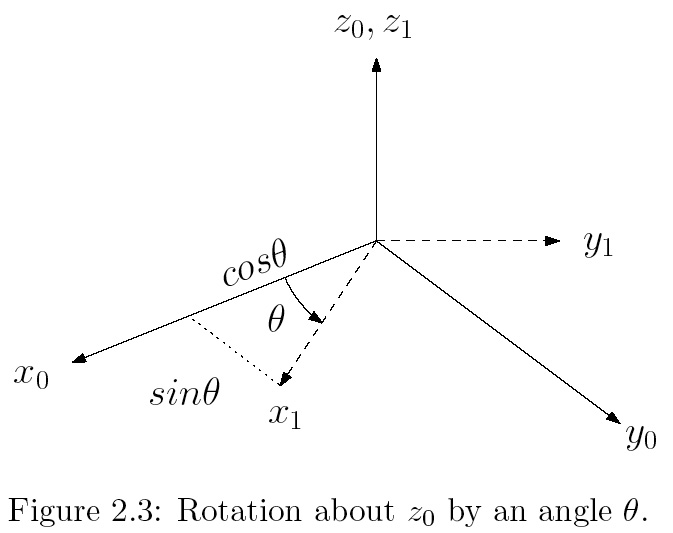 z₀, z₁
cosθ
y₁
θ
x₀
sinθ
x₁
y₀
Figure 2.3: Rotation about z₀ by an angle θ.